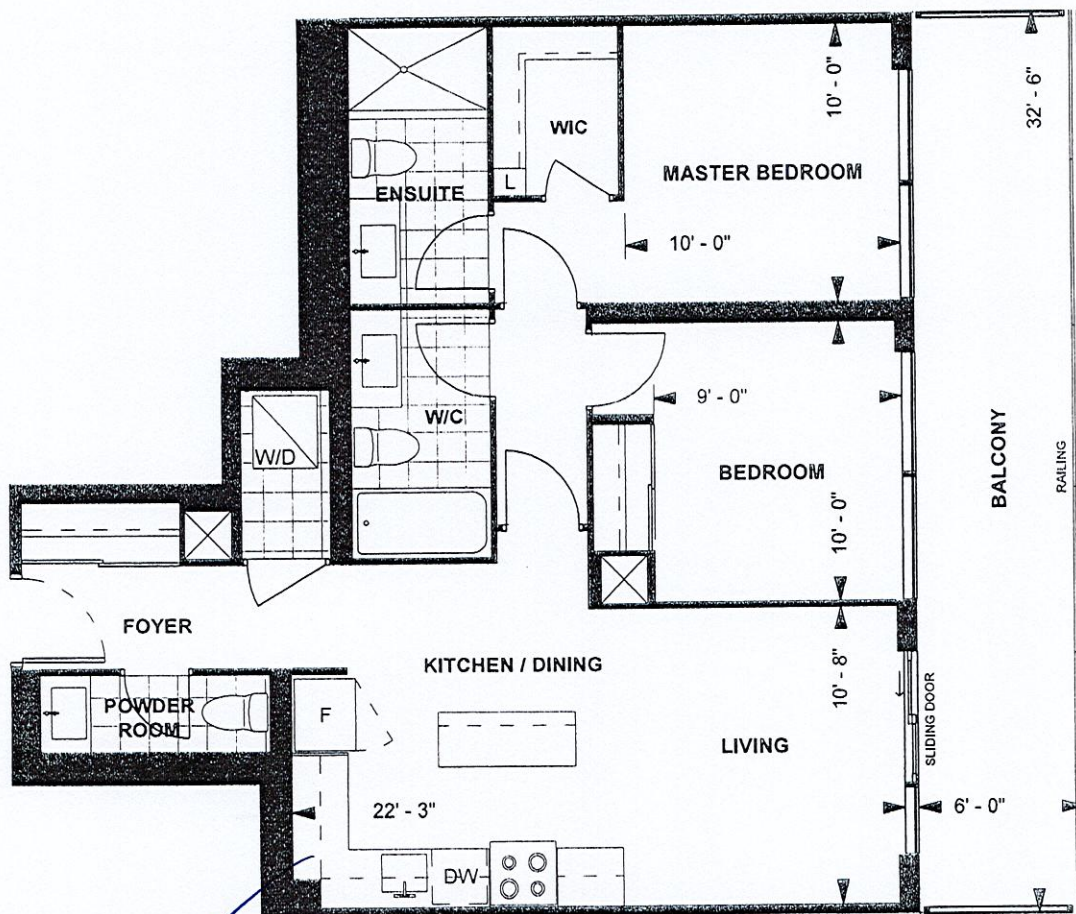 10' - 0"
32' - 6"
WIC
MASTER BEDROOM
L
ENSUITE
10' - 0"
9' - 0"
W/C
W/D
BEDROOM
BALCONY
RAILING
10' - 0"
FOYER
KITCHEN / DINING
10' - 8"
POWDER
ROOM
F
LIVING
SLIDING DOOR
22' - 3"
6' - 0"
DW